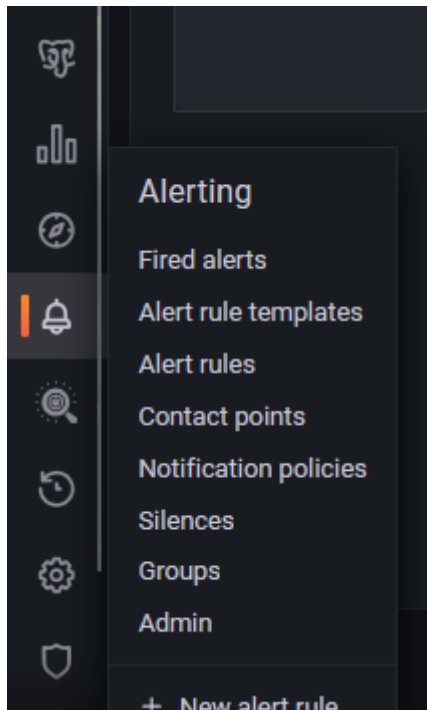 Alerting
Fired alerts
Alert rule templates
Alert rules
Contact points
Notification policies
Silences
Groups
Admin
+ New alert rule